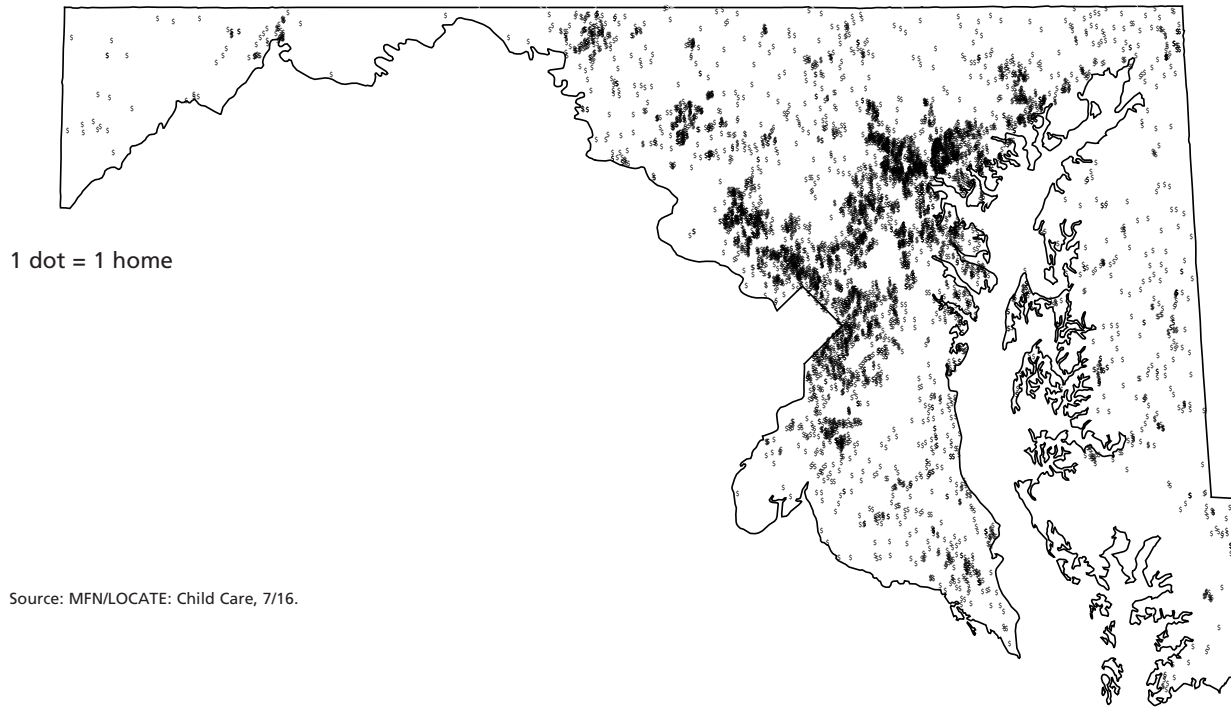 1 dot = 1 home
Source: MFN/LOCATE: Child Care, 7/16.